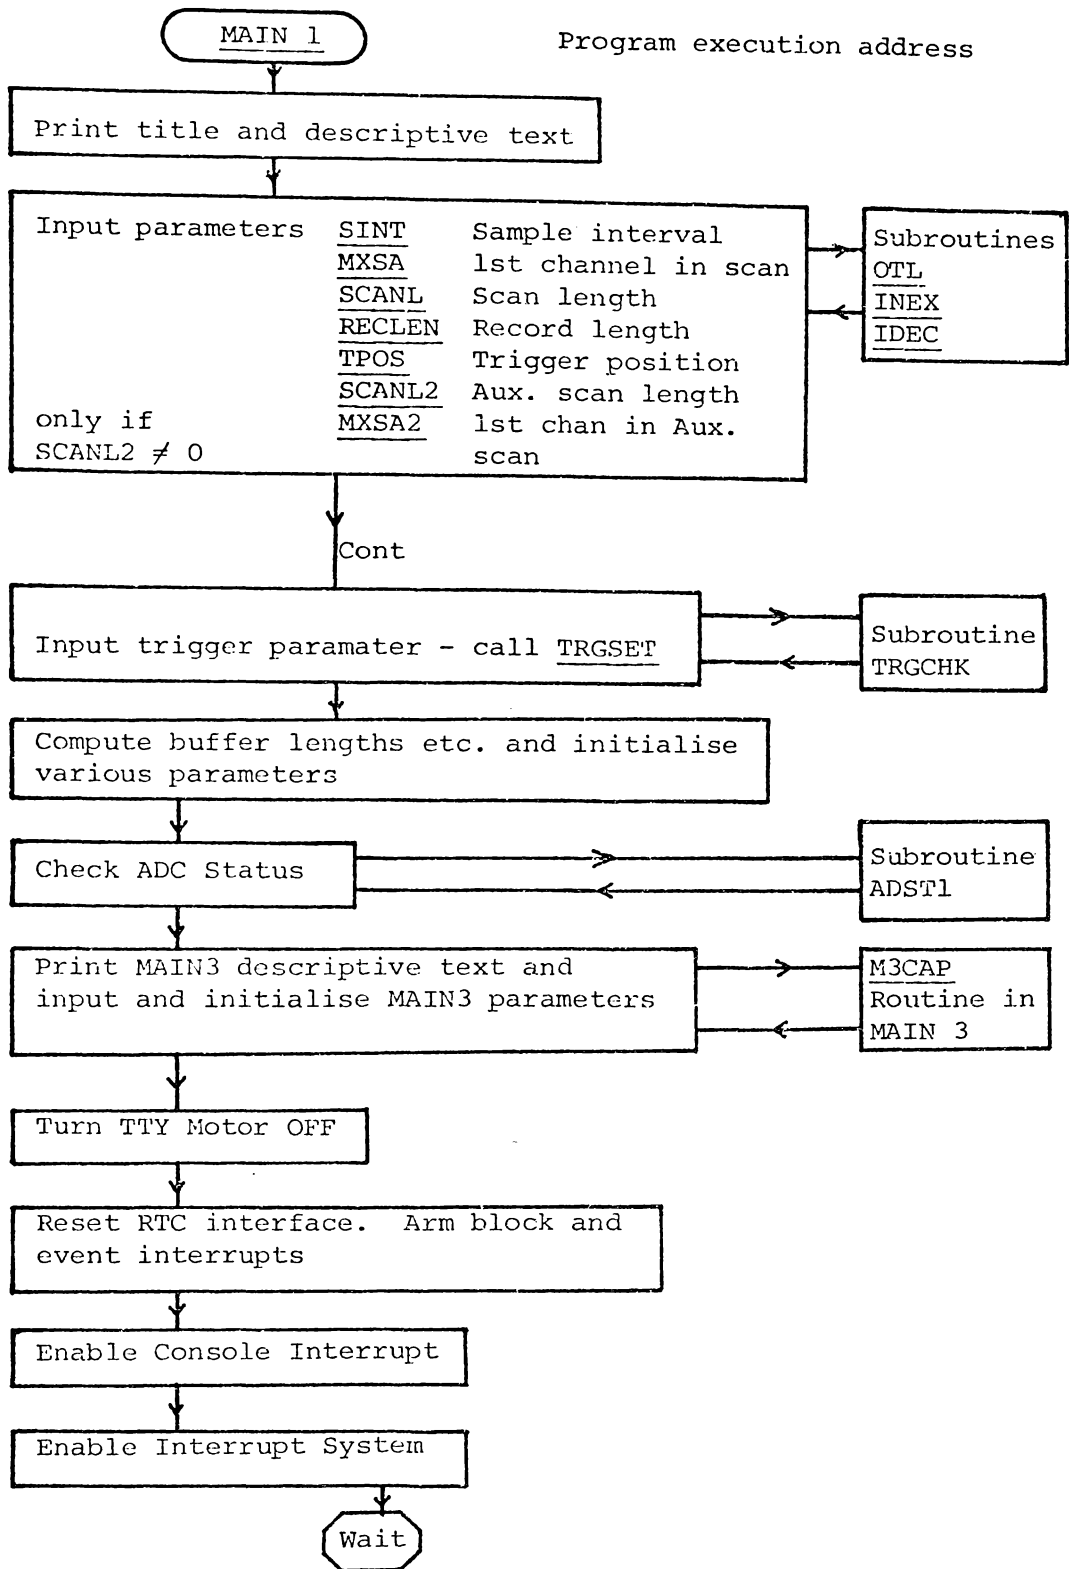 MAIN 1
Program execution address
Print title and descriptive text
Input parameters SINT Sample interval
MXSA 1st channel in scan
SCANL Scan length
RECLEN Record length
TPOS Trigger position
SCANL2 Aux. scan length
only if MXSA2 1st chan in Aux.
SCANL2 ≠ 0 scan
Subroutines
OTL
INEX
IDEC
Cont
Input trigger paramater - call TRGSET
Subroutine
TRGCHK
Compute buffer lengths etc. and initialise
various parameters
Check ADC Status
Subroutine
ADST1
Print MAIN3 descriptive text and
input and initialise MAIN3 parameters
M3CAP
Routine in
MAIN 3
Turn TTY Motor OFF
Reset RTC interface. Arm block and
event interrupts
Enable Console Interrupt
Enable Interrupt System
Wait